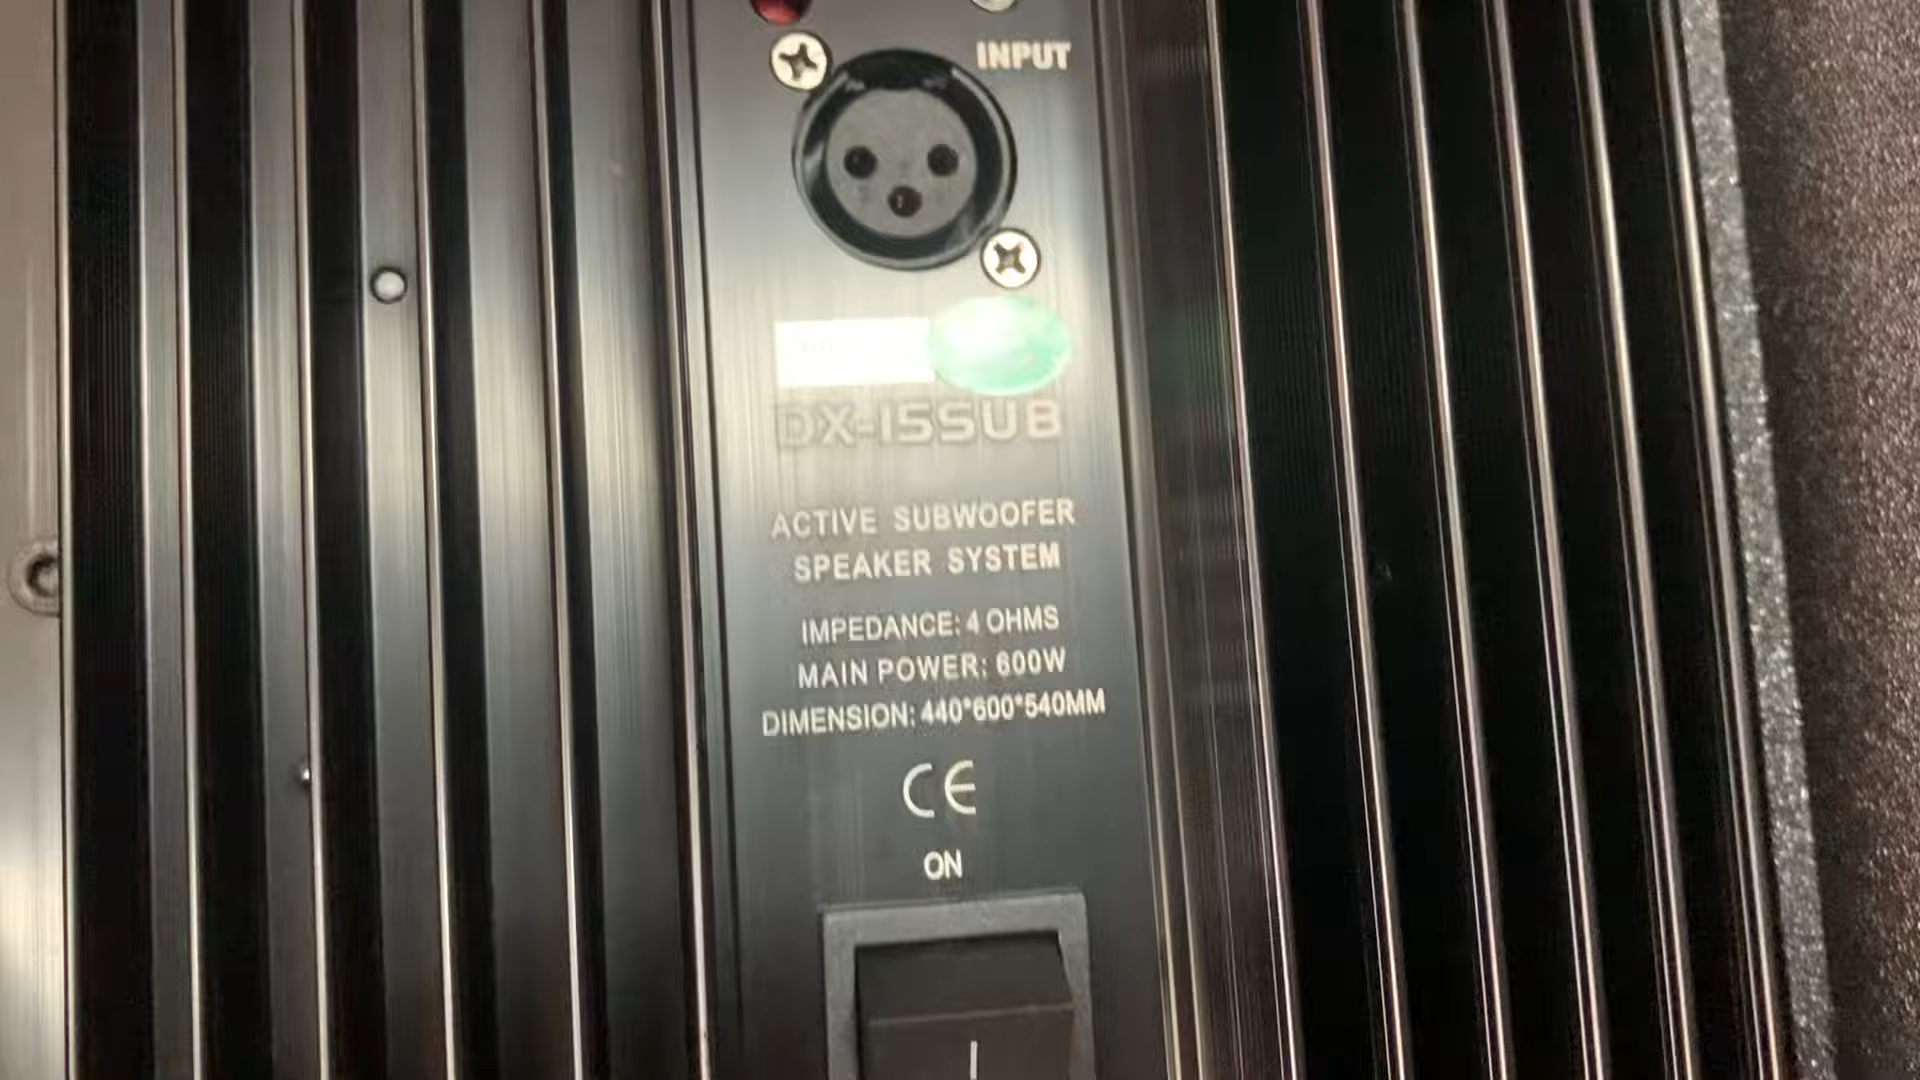 INPUT
DX-15SUB
ACTIVE SUBWOOFER
SPEAKER SYSTEM
IMPEDANCE: 4 OHMS
MAIN POWER: 600W
DIMENSION: 440*600*540MM
CE
ON